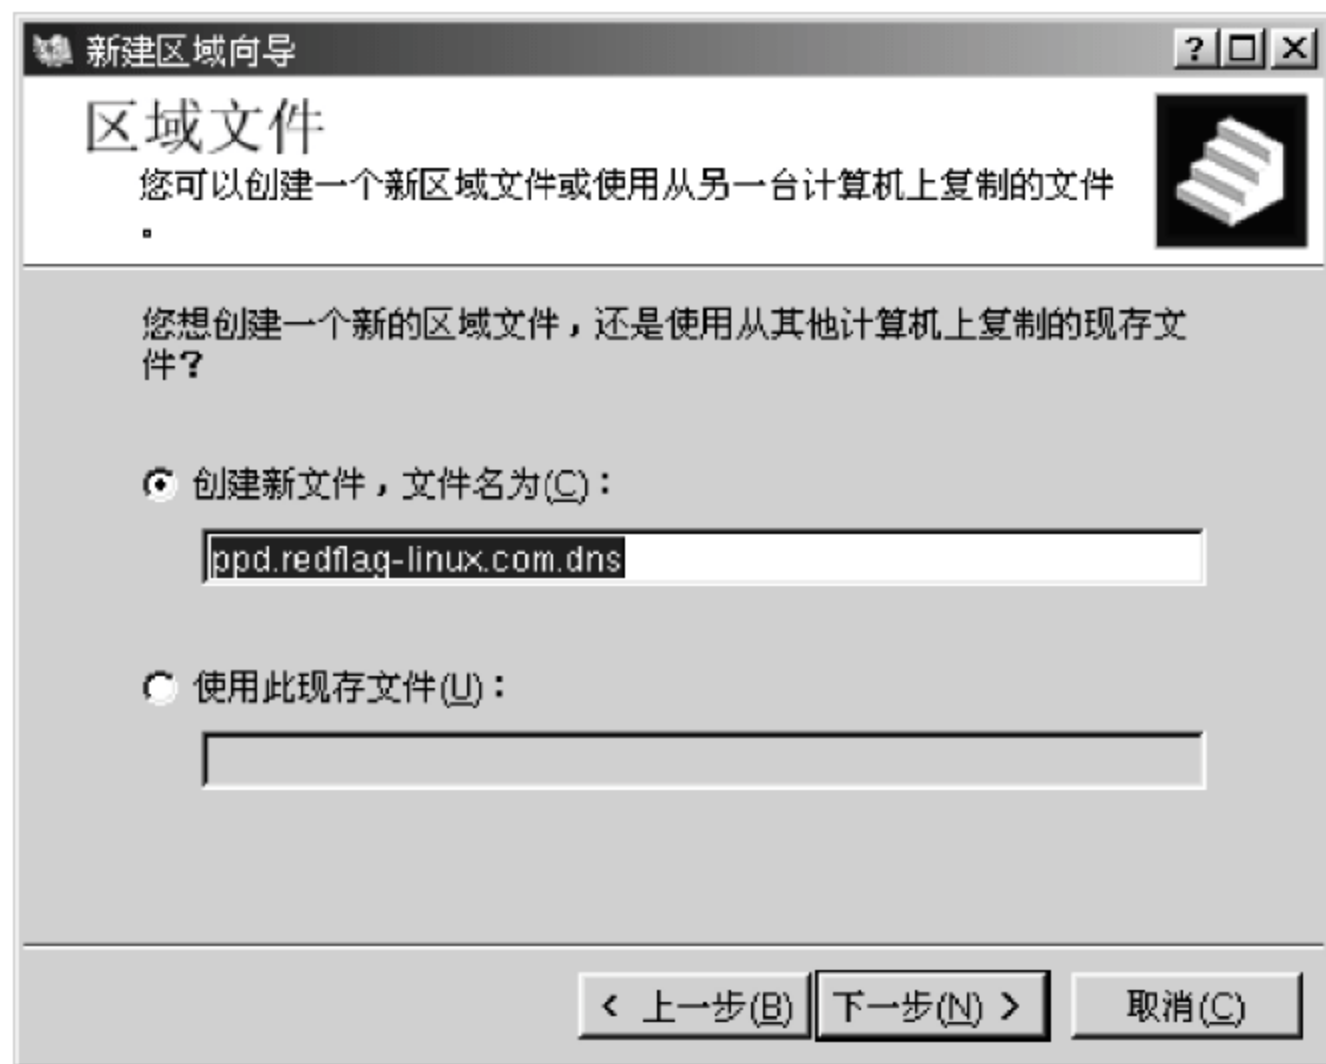 新建区域向导
区域文件
您可以创建一个新区域文件或使用从另一台计算机上复制的文件
。
您想创建一个新的区域文件，还是使用从其他计算机上复制的现存文
件？
创建新文件，文件名为(C)：
ppd.redflag-linux.com.dns
使用此现存文件(U)：
< 上一步(B) 下一步(N) > 取消(C)